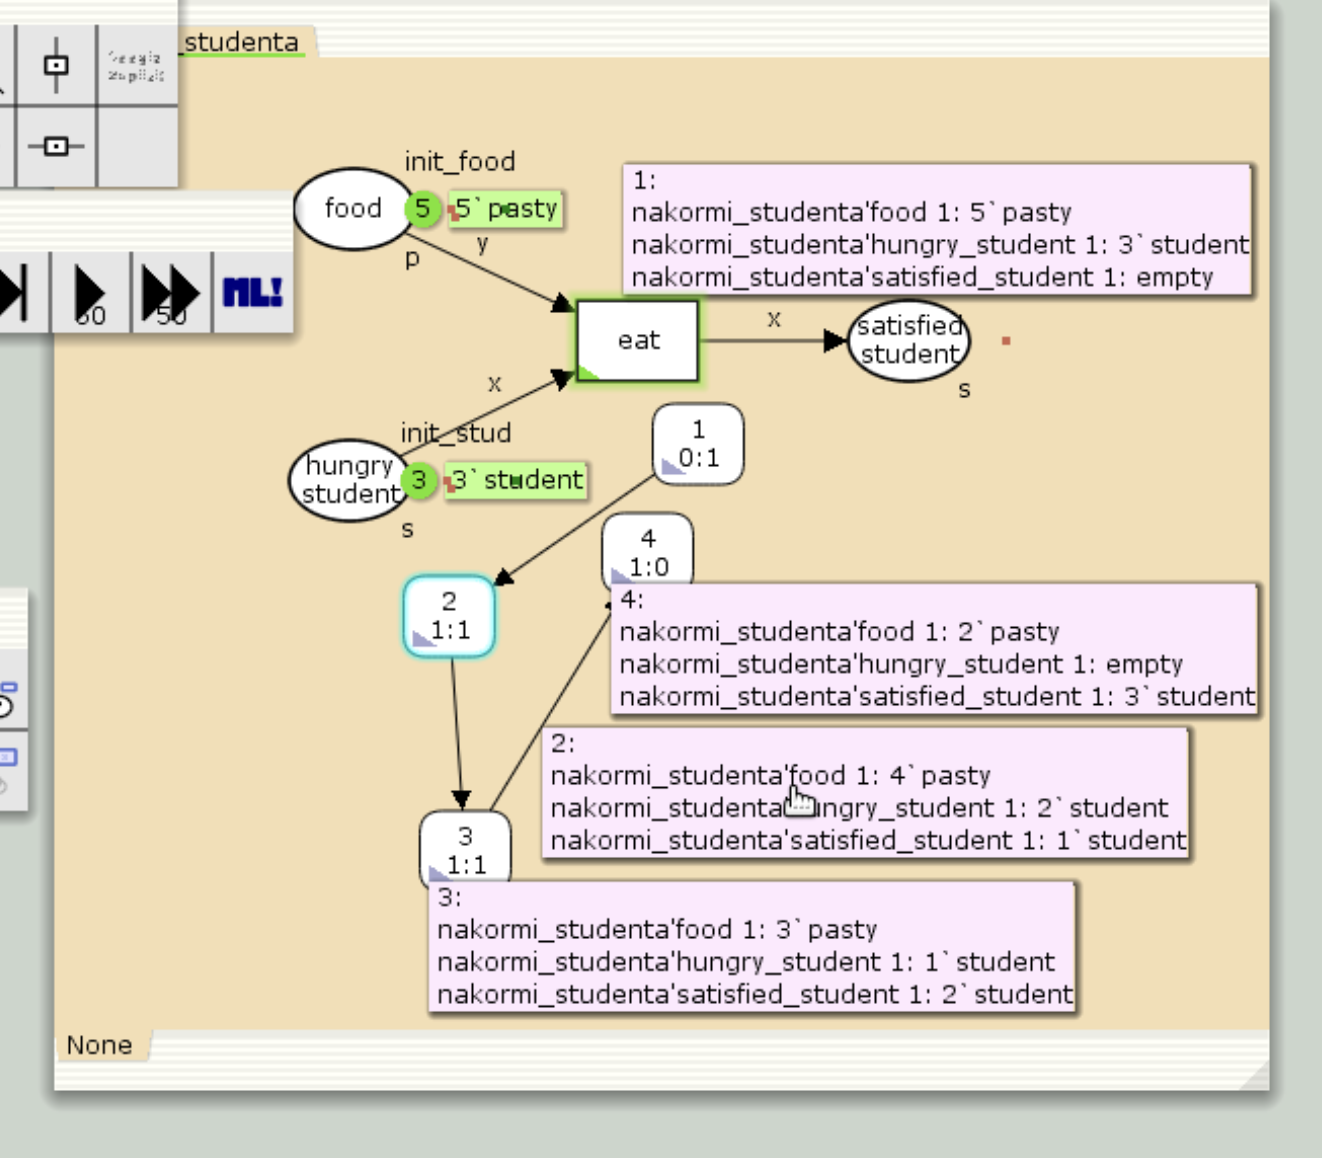 _studenta
init_food
food
5
5`pasty
y
p
1:
nakormi_studenta'food 1: 5`pasty
nakormi_studenta'hungry_student 1: 3`student
nakormi_studenta'satisfied_student 1: empty
50
ML!
eat
x
satisfied
student
s
x
init_stud
hungry
student
3
3`student
s
1
0:1
4
1:0
2
1:1
4:
nakormi_studenta'food 1: 2`pasty
nakormi_studenta'hungry_student 1: empty
nakormi_studenta'satisfied_student 1: 3`student
2:
nakormi_studenta'food 1: 4`pasty
1: 2`student
nakormi_studenta'satisfied_student 1: 1`student
3
1:1
3:
nakormi_studenta'food 1: 3`pasty
nakormi_studenta'hungry_student 1: 1`student
nakormi_studenta'satisfied_student 1: 2`student
None